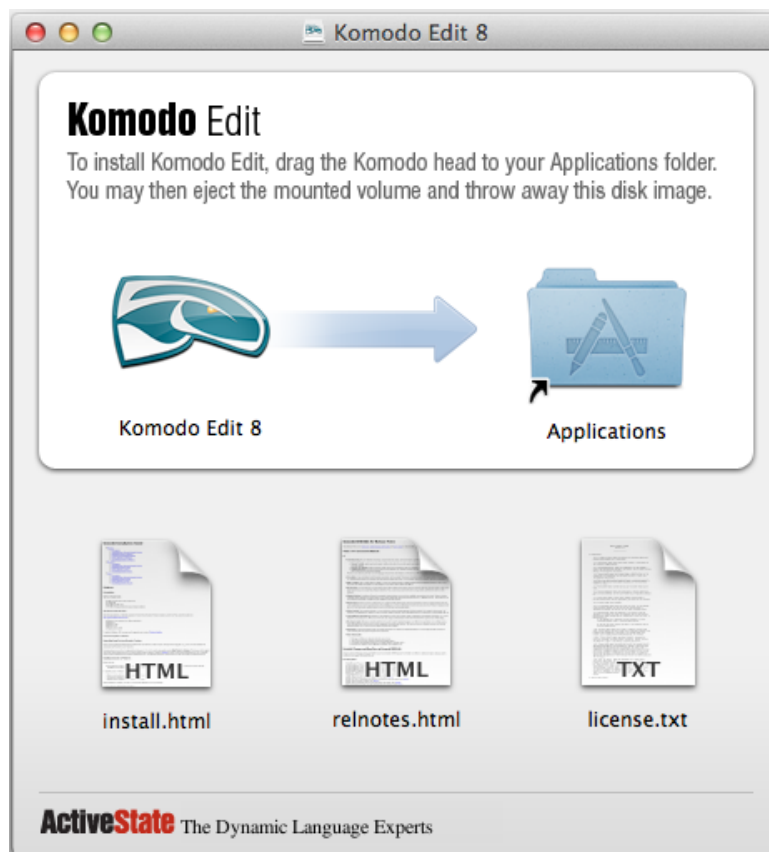 Komodo Edit 8
Komodo Edit
To install Komodo Edit, drag the Komodo head to your Applications folder.
You may then eject the mounted volume and throw away this disk image.
Komodo Edit 8
Applications
HTML
HTML
TXT
install.html
relnotes.html
license.txt
ActiveState The Dynamic Language Experts